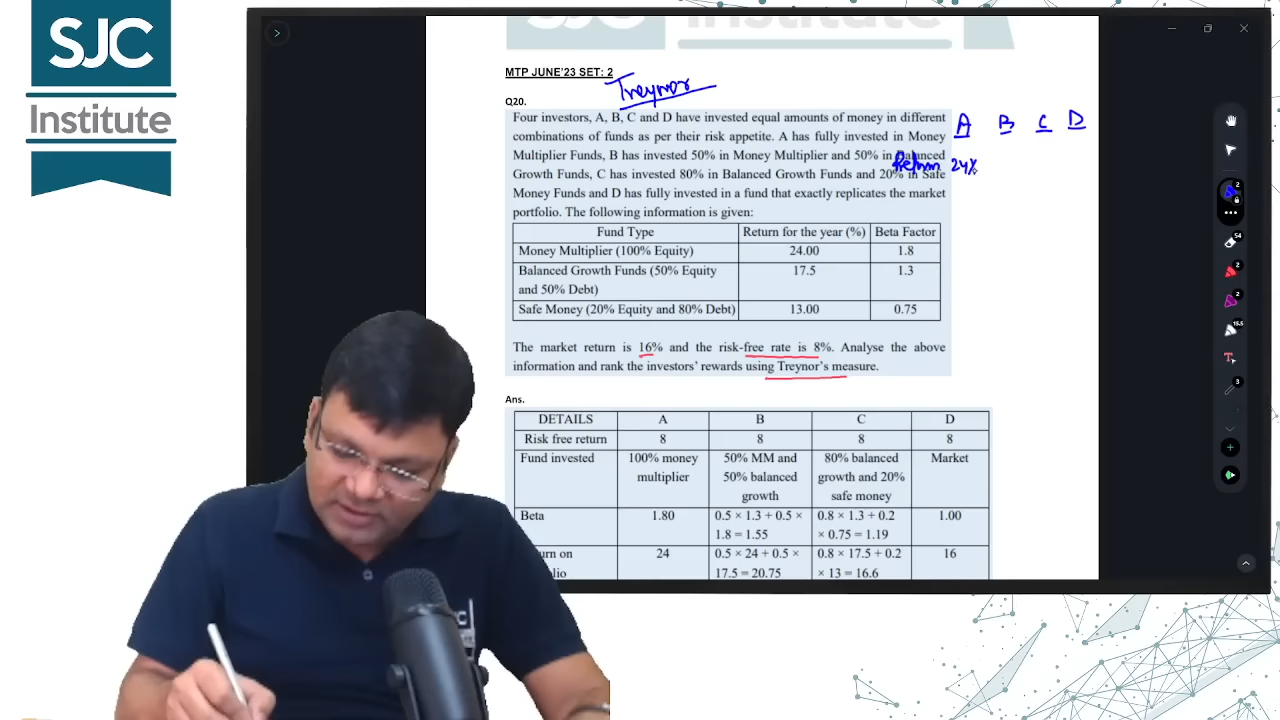 SJC
Institute
Institute
MTP JUNE'23 SET: 2
Treynor
Q20.
Four investors, A, B, C and D have invested equal amounts of money in different
combinations of funds as per their risk appetite. A has fully invested in Money
Multiplier Funds, B has invested 50% in Money Multiplier and 50% in Balanced
Growth Funds, C has invested 80% in Balanced Growth Funds and 20% in Safe
Money Funds and D has fully invested in a fund that exactly replicates the market
portfolio. The following information is given:
A B C D
Return 24%
Fund Type Return for the year (%) Beta Factor
Money Multiplier (100% Equity) 24.00 1.8
Balanced Growth Funds (50% Equity 17.5 1.3
and 50% Debt)
Safe Money (20% Equity and 80% Debt) 13.00 0.75
The market return is 16% and the risk-free rate is 8%. Analyse the above
information and rank the investors' rewards using Treynor's measure.
Ans.
DETAILS A B C D
Risk free return 8 8 8 8
Fund invested 100% money 50% MM and 80% balanced Market
multiplier 50% balanced growth and 20%
growth safe money
Beta 1.80 0.5 × 1.3 + 0.5 × 0.8 × 1.3 + 0.2 1.00
1.8 = 1.55 × 0.75 = 1.19
urn on 24 0.5 × 24 + 0.5 × 0.8 × 17.5 + 0.2 16
lio 17.5 = 20.75 × 13 = 16.6